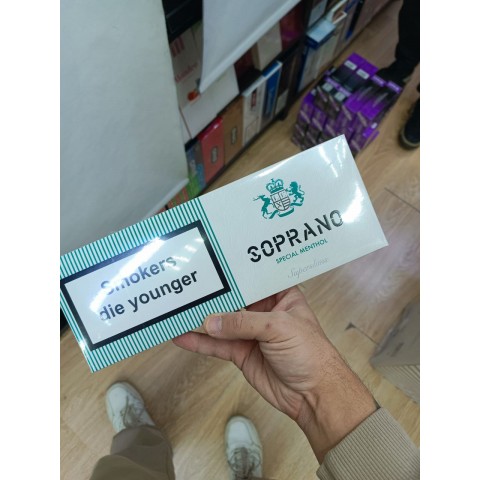 Smokers
die younger
SOPRANO
SPECIAL MENTHOL
Superslims